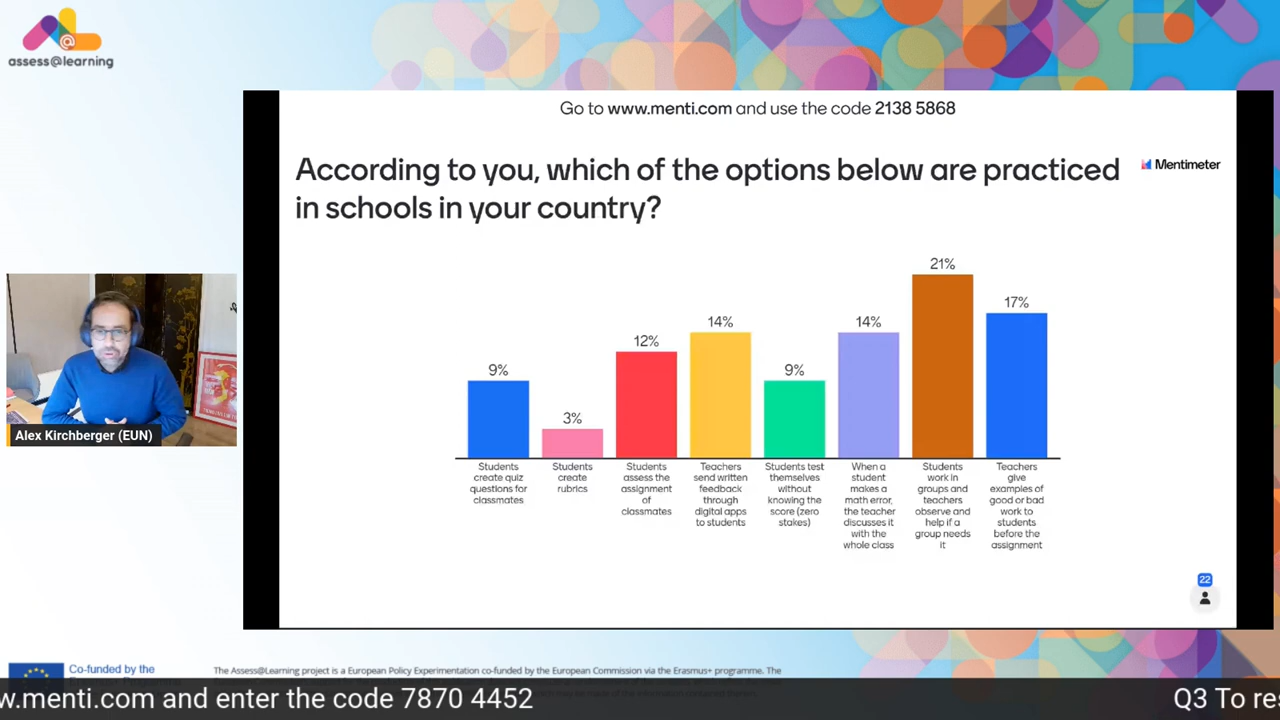 assess@learning
Go to www.menti.com and use the code 2138 5868
According to you, which of the options below are practiced
in schools in your country?
Mentimeter
9%
3%
12%
14%
9%
14%
21%
17%
Students
create quiz
questions for
classmates
Students
create
rubrics
Students
assess the
assignment
of
classmates
Teachers
send written
feedback
through
digital apps
to students
Students test
themselves
without
knowing the
score (zero
stakes)
When a
student
makes a
math error,
the teacher
discusses it
with the
whole class
Students
work in
groups and
teachers
observe and
help if a
group needs
it
Teachers
give
examples of
good or bad
work to
students
before the
assignment
22
Alex Kirchberger (EUN)
Co-funded by the
The Assess@Learning project is a European Policy Experimentation co-funded by the European Commission via the Erasmus+ programme. The
w.menti.com and enter the code 7870 4452
Q3 To res